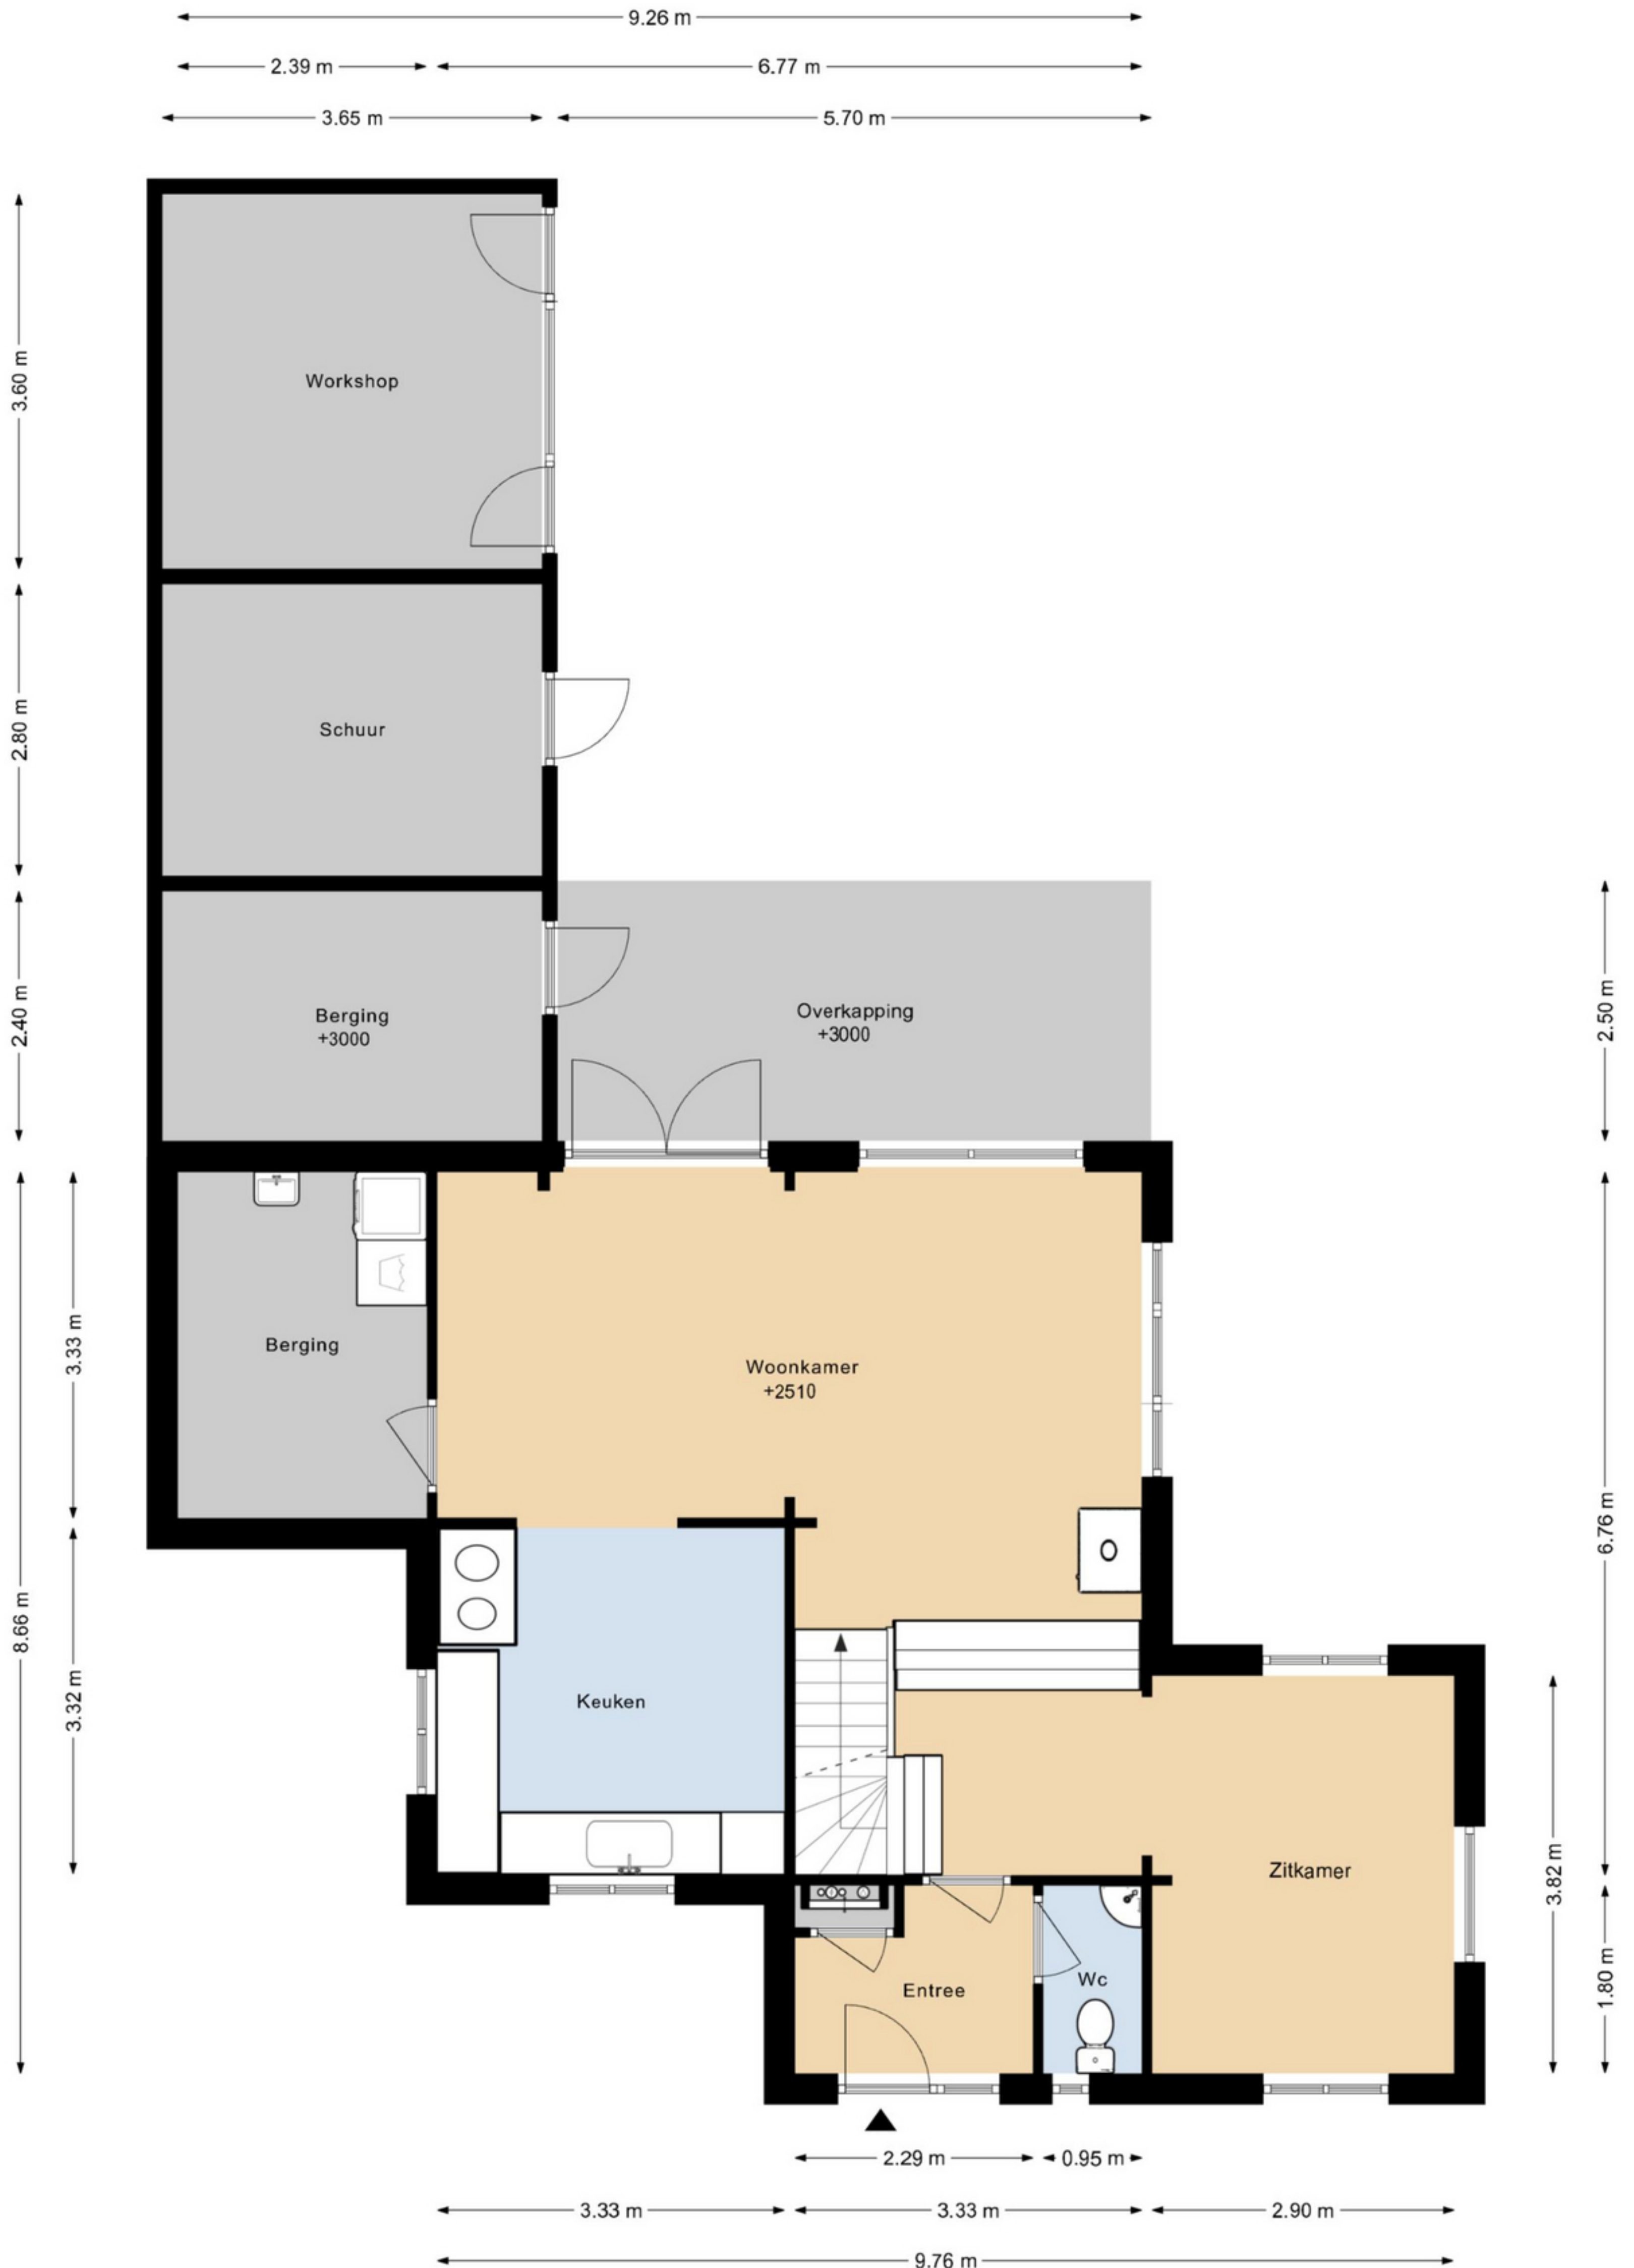 9.26 m
2.39 m
6.77 m
3.65 m
5.70 m
3.60 m
Workshop
2.80 m
Schuur
2.40 m
Berging
+3000
Overkapping
+3000
2.50 m
8.66 m
3.33 m
Berging
Woonkamer
+2510
6.76 m
3.32 m
Keuken
Zitkamer
3.82 m
1.80 m
Entree
Wc
2.29 m
0.95 m
3.33 m
3.33 m
2.90 m
9.76 m